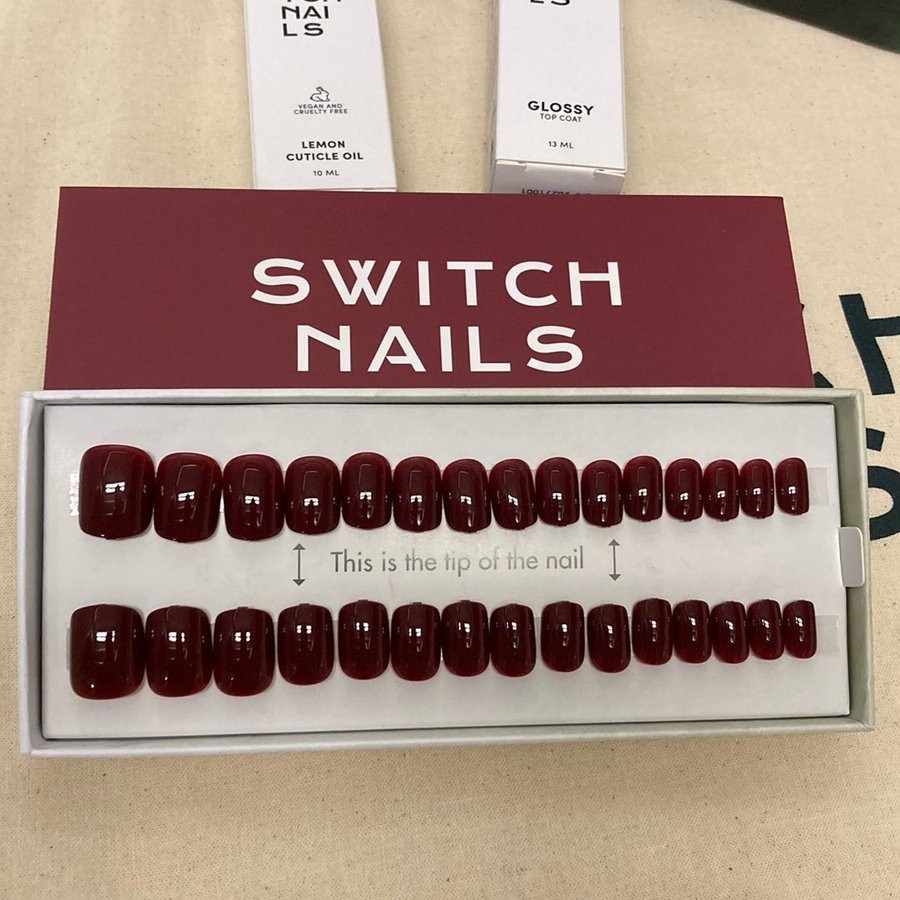 NAI
LS
VEGAN AND
CRUELTY FREE
LEMON
CUTICLE OIL
10 ML
GLOSSY
TOP COAT
13 ML
SWITCH
NAILS
This is the tip of the nail